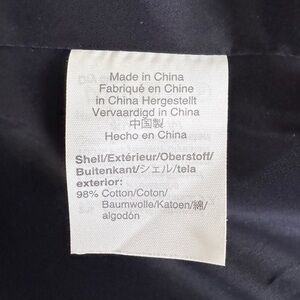 Made in China
Fabriqué en Chine
in China Hergestellt
Vervaardigd in China
中国製
Hecho en China
Shell/Extérieur/Oberstoff/
Buitenkant/シェル/tela
exterior:
98% Cotton/Coton/
Baumwolle/Katoen/綿/
algodón